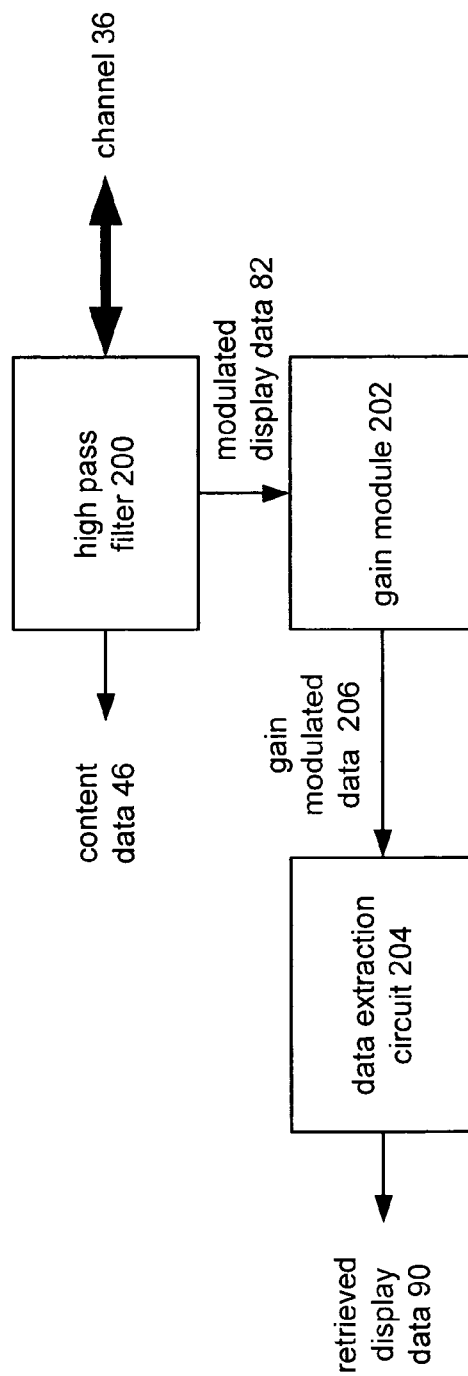 high pass
filter 200
channel 36
content
data 46
modulated
display data 82
gain module 202
gain
modulated
data 206
data extraction
circuit 204
retrieved
display
data 90